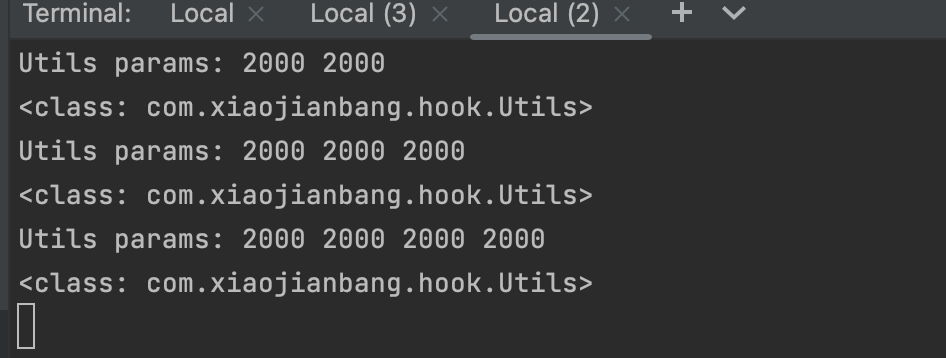 Terminal: Local × Local (3) × Local (2) × +
Utils params: 2000 2000
<class: com.xiaojianbang.hook.Utils>
Utils params: 2000 2000 2000
<class: com.xiaojianbang.hook.Utils>
Utils params: 2000 2000 2000 2000
<class: com.xiaojianbang.hook.Utils>